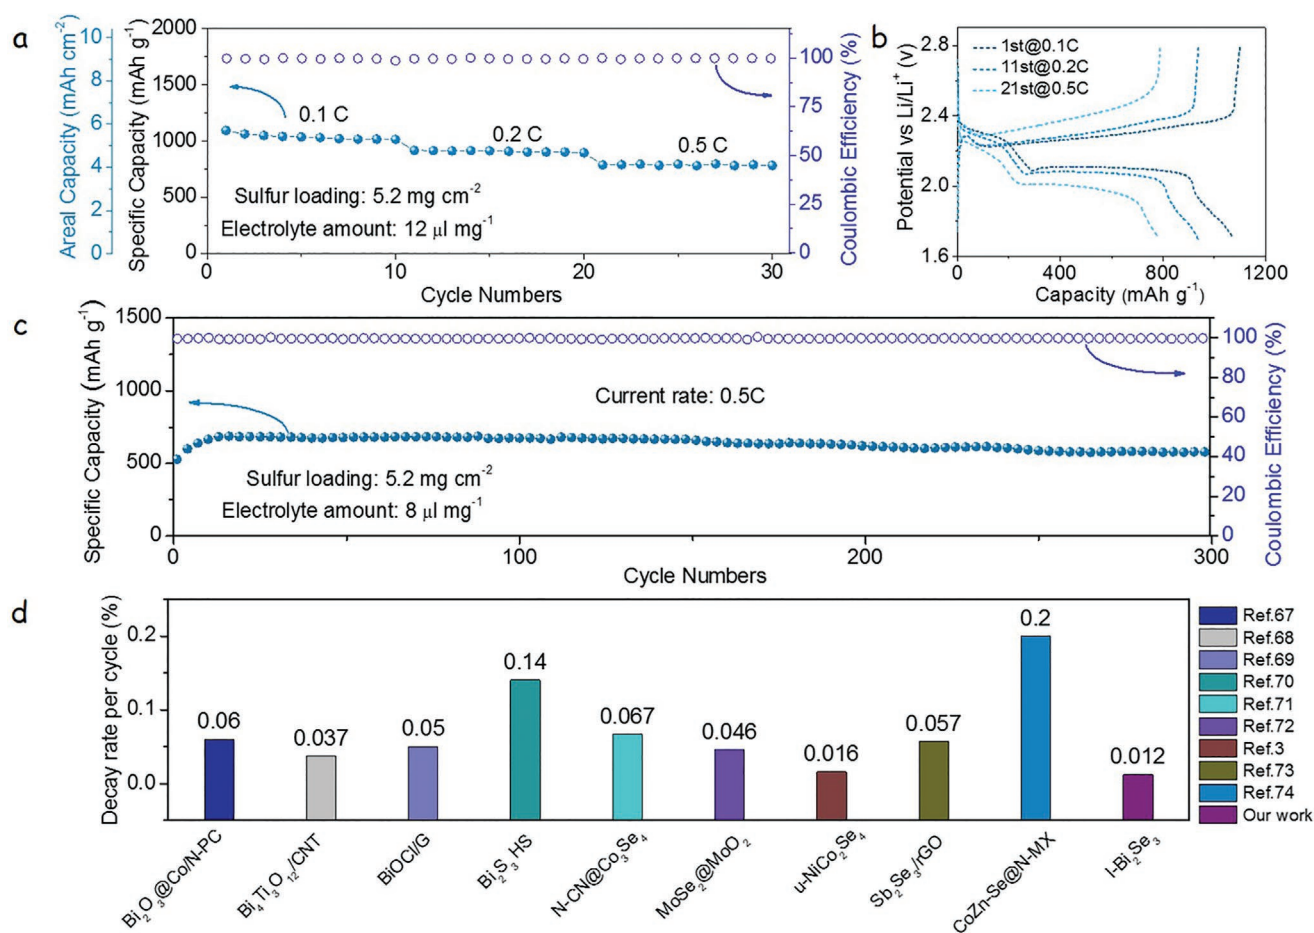 a
Areal Capacity (mAh cm⁻²)
10
8
6
4
2
0
Specific Capacity (mAh g⁻¹)
2000
1500
1000
500
0
0.1 C
0.2 C
0.5 C
Sulfur loading: 5.2 mg cm⁻²
Electrolyte amount: 12 μl mg⁻¹
0
10
20
30
Cycle Numbers
100
75
50
25
0
Coulombic Efficiency (%)
b
Potential vs Li/Li⁺ (v)
2.8
2.4
2.0
1.6
1st@0.1C
11st@0.2C
21st@0.5C
0
400
800
1200
Capacity (mAh g⁻¹)
c
Specific Capacity (mAh g⁻¹)
1500
1000
500
0
Current rate: 0.5C
Sulfur loading: 5.2 mg cm⁻²
Electrolyte amount: 8 μl mg⁻¹
0
100
200
300
Cycle Numbers
100
80
60
40
20
0
Coulombic Efficiency (%)
d
Decay rate per cycle (%)
0.2
0.1
0.0
0.06
0.037
0.05
0.14
0.067
0.046
0.016
0.057
0.2
0.012
Bi₂O₃@Co/N-PC
Bi₄Ti₃O₁₂/CNT
BiOCl/G
Bi₂S₃ HS
N-CN@Co₃Se₄
MoSe₂@MoO₂
u-NiCo₂Se₄
Sb₂Se₃/rGO
CoZn-Se@N-MX
I-Bi₂Se₃
Ref.67
Ref.68
Ref.69
Ref.70
Ref.71
Ref.72
Ref.3
Ref.73
Ref.74
Our work